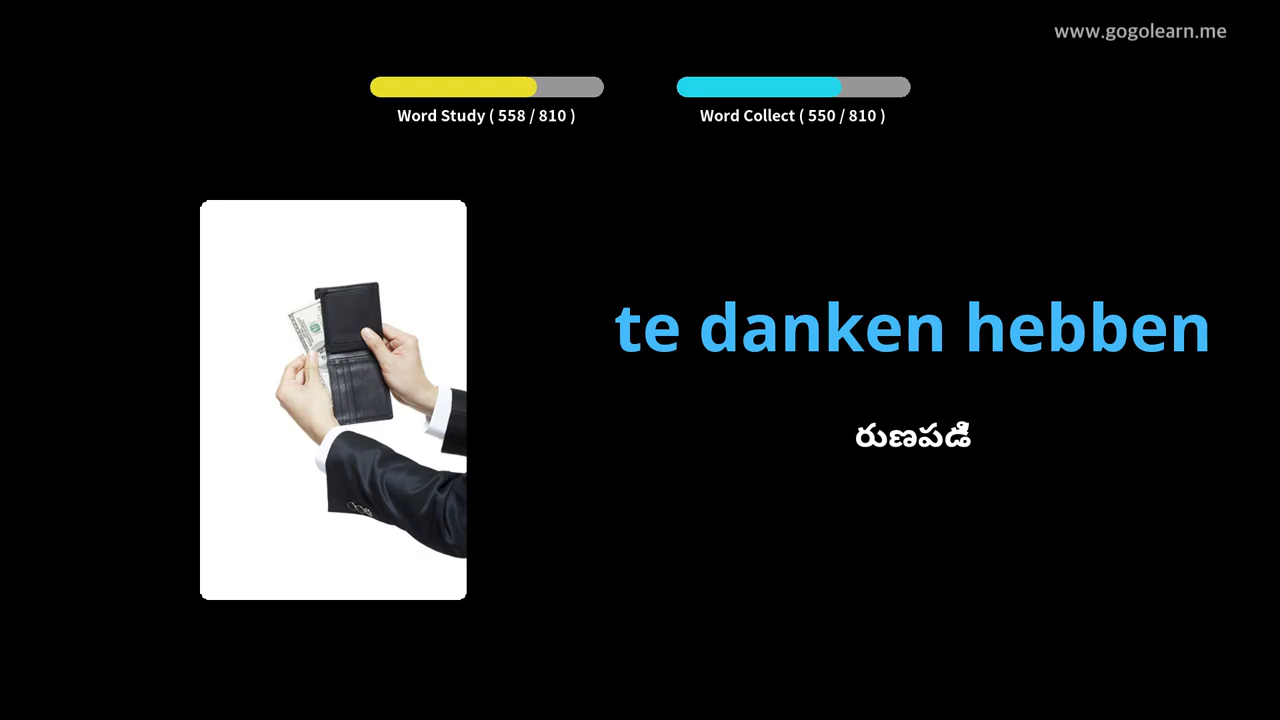 www.gogolearn.me
Word Study ( 558 / 810 )
Word Collect ( 550 / 810 )
te danken hebben
రుణపడి